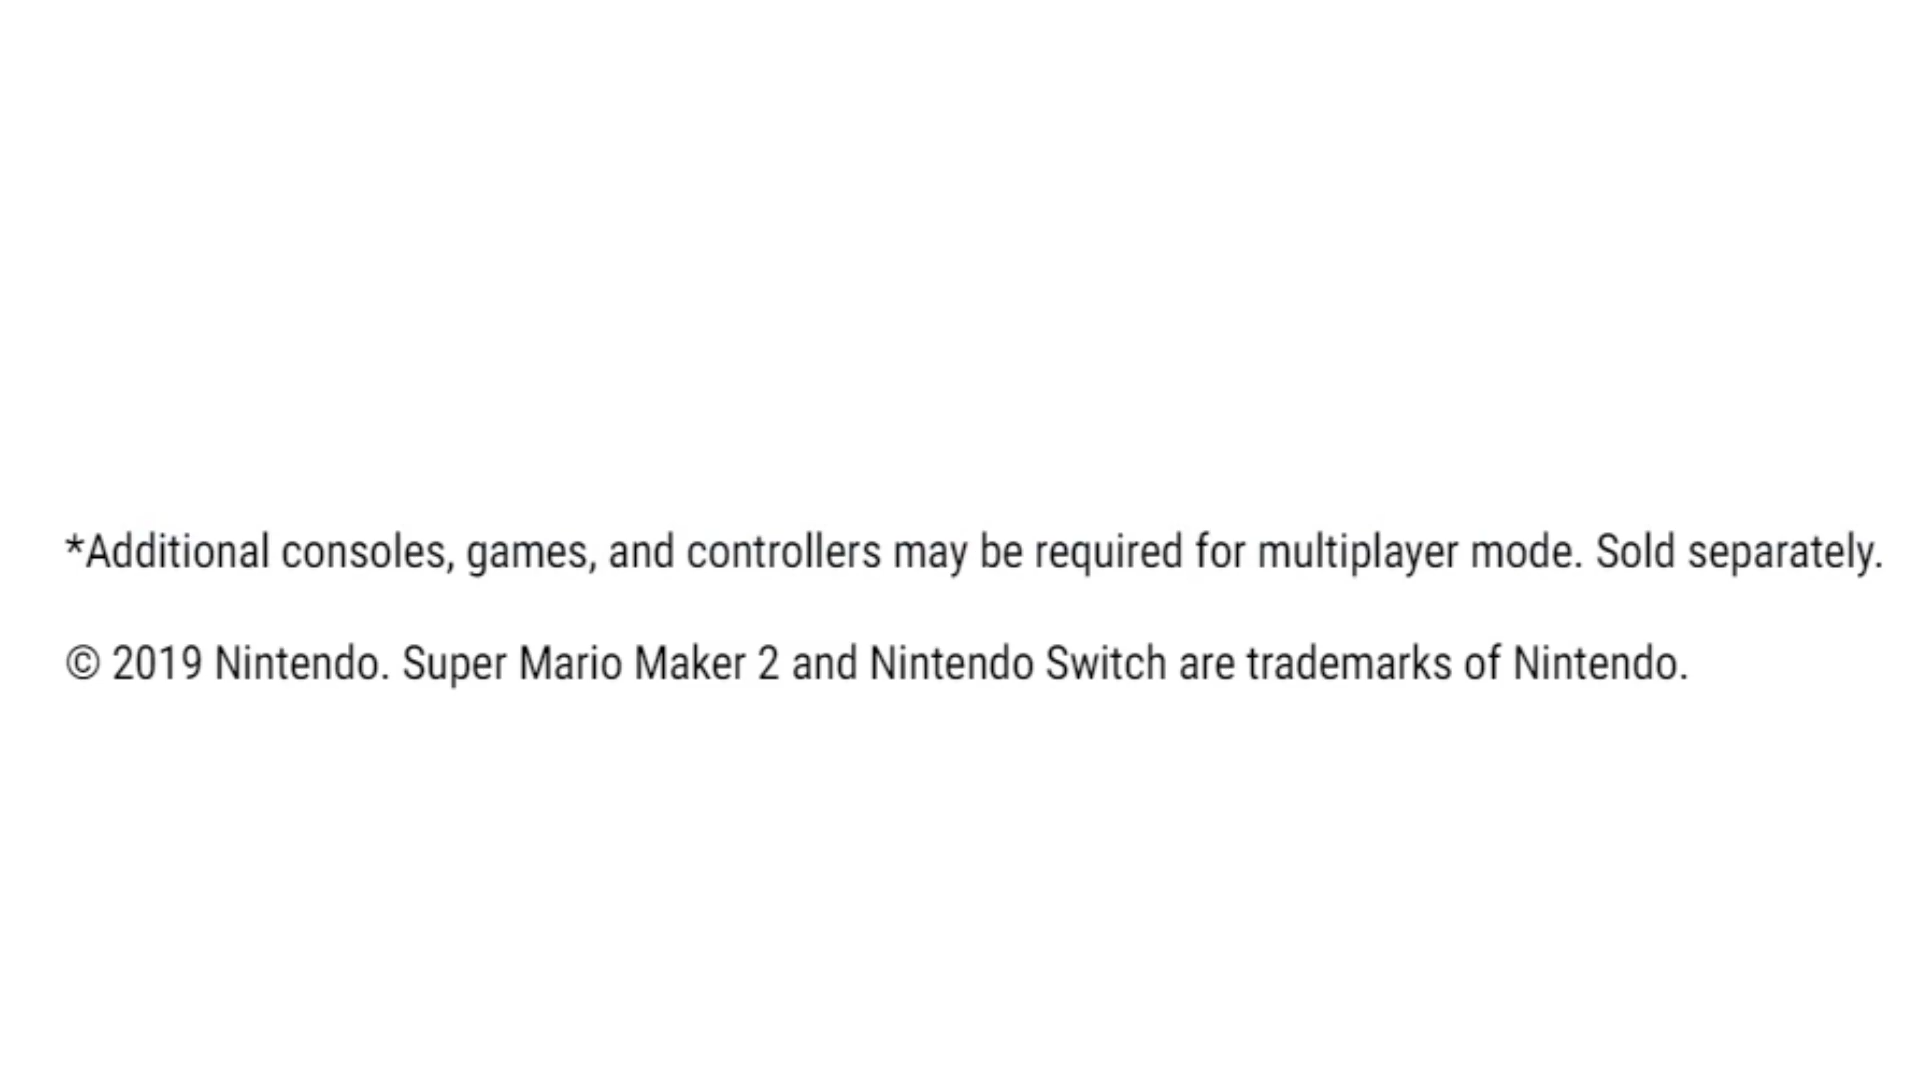 *Additional consoles, games, and controllers may be required for multiplayer mode. Sold separately.
© 2019 Nintendo. Super Mario Maker 2 and Nintendo Switch are trademarks of Nintendo.